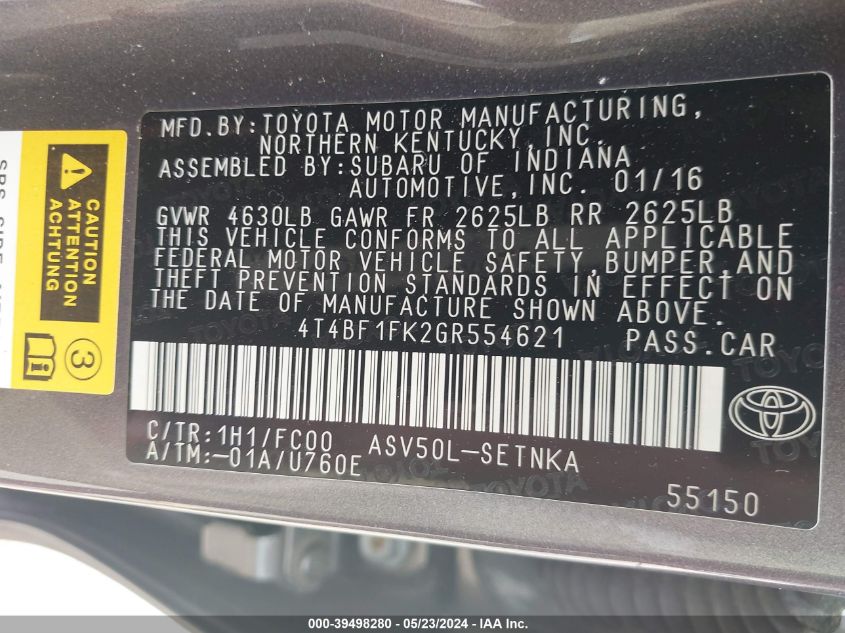 MFD.BY:TOYOTA MOTOR MANUFACTURING,
NORTHERN KENTUCKY,INC.
ASSEMBLED BY:SUBARU OF INDIANA
AUTOMOTIVE,INC. 01/16
GVWR 4630LB GAWR FR 2625LB RR 2625LB
THIS VEHICLE CONFORMS TO ALL APPLICABLE
FEDERAL MOTOR VEHICLE SAFETY,BUMPER,AND
THEFT PREVENTION STANDARDS IN EFFECT ON
THE DATE OF MANUFACTURE SHOWN ABOVE.
4T4BF1FK2GR554621 PASS.CAR
C/TR:1H1/FC00 ASV50L-SETNKA
A/TM:-01A/U760E
55150
CAUTION
ATTENTION
ACHTUNG
3
000-39498280 - 05/23/2024 - IAA Inc.